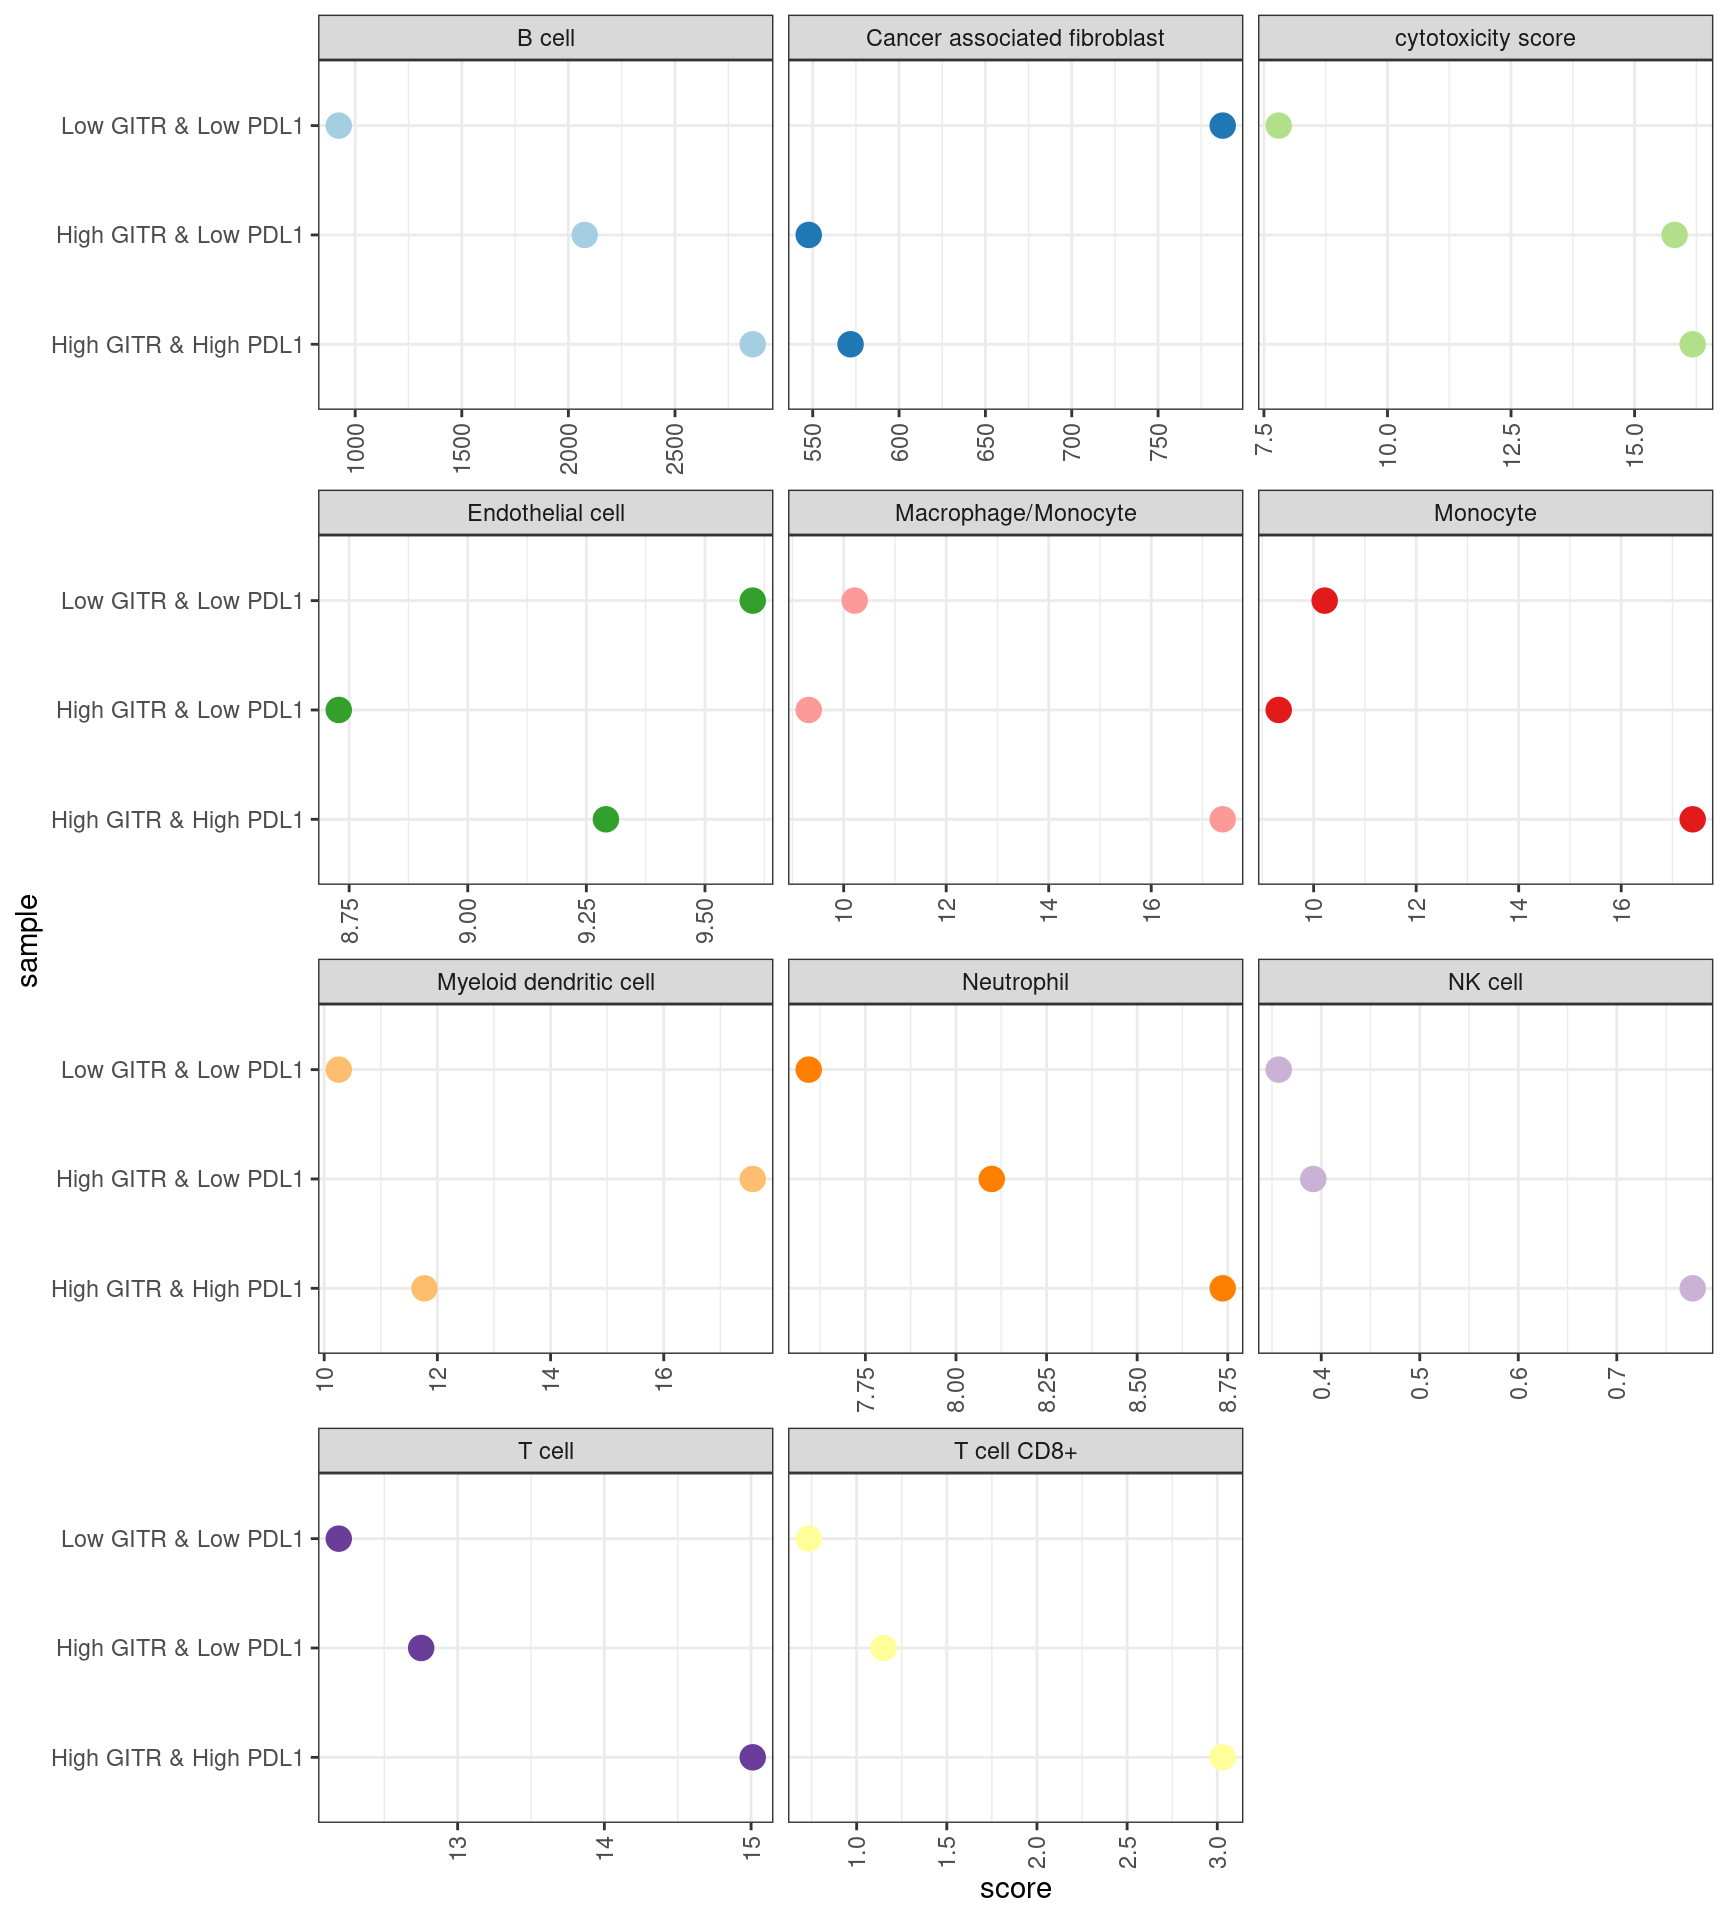 B cell
Cancer associated fibroblast
cytotoxicity score
Low GITR & Low PDL1
High GITR & Low PDL1
High GITR & High PDL1
1000 1500 2000 2500
550 600 650 700 750
7.5 10.0 12.5 15.0
Endothelial cell
Macrophage/Monocyte
Monocyte
Low GITR & Low PDL1
High GITR & Low PDL1
High GITR & High PDL1
8.75 9.00 9.25 9.50
10 12 14 16
10 12 14 16
sample
Myeloid dendritic cell
Neutrophil
NK cell
Low GITR & Low PDL1
High GITR & Low PDL1
High GITR & High PDL1
10 12 14 16
7.75 8.00 8.25 8.50 8.75
0.4 0.5 0.6 0.7
T cell
T cell CD8+
Low GITR & Low PDL1
High GITR & Low PDL1
High GITR & High PDL1
13 14 15
1.0 1.5 2.0 2.5 3.0
score